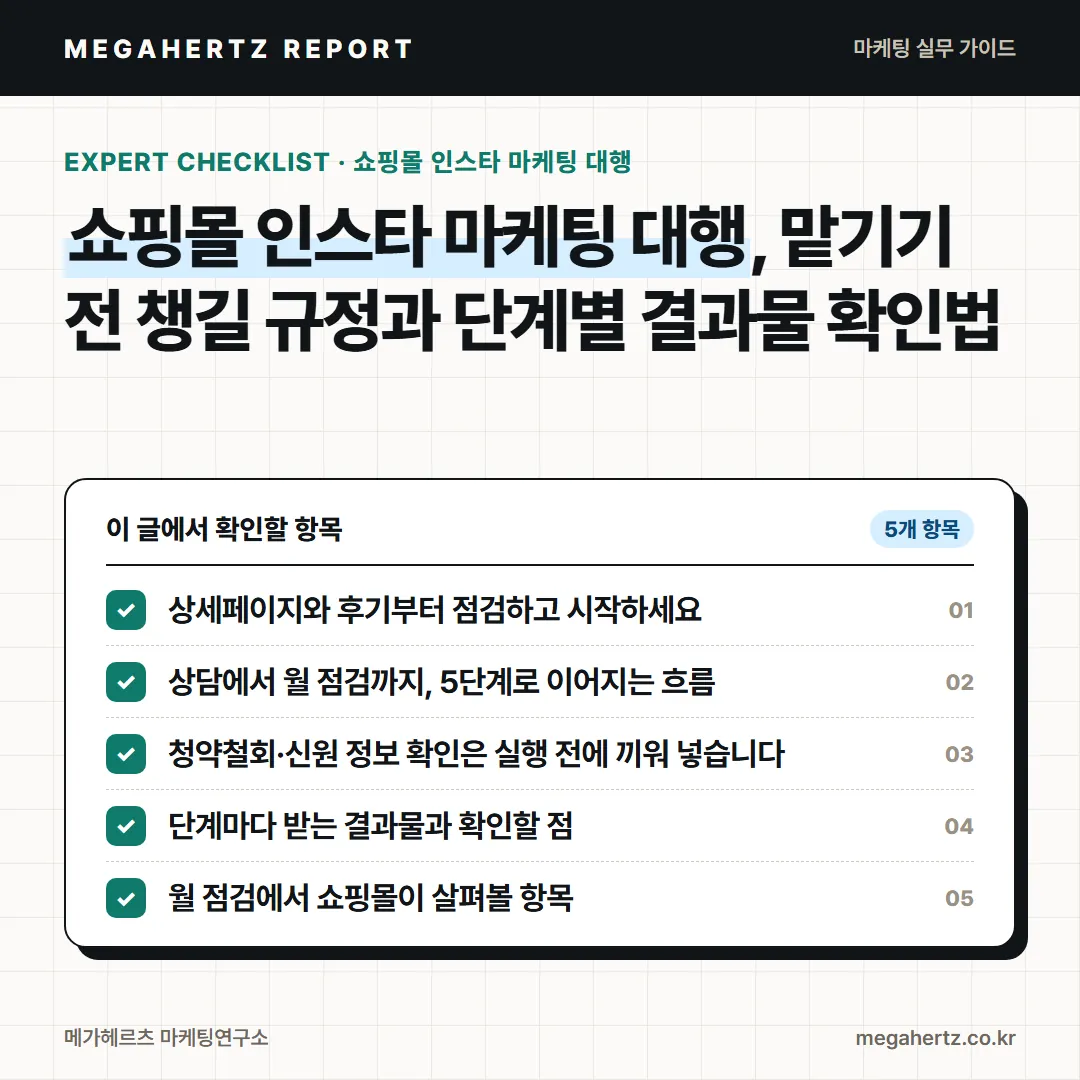 MEGAHERTZ REPORT
마케팅 실무 가이드
EXPERT CHECKLIST · 쇼핑몰 인스타 마케팅 대행
쇼핑몰 인스타 마케팅 대행, 맡기기
전 챙길 규정과 단계별 결과물 확인법
이 글에서 확인할 항목
5개 항목
상세페이지와 후기부터 점검하고 시작하세요
01
상담에서 월 점검까지, 5단계로 이어지는 흐름
02
청약철회·신원 정보 확인은 실행 전에 끼워 넣습니다
03
단계마다 받는 결과물과 확인할 점
04
월 점검에서 쇼핑몰이 살펴볼 항목
05
메가헤르츠 마케팅연구소
megahertz.co.kr